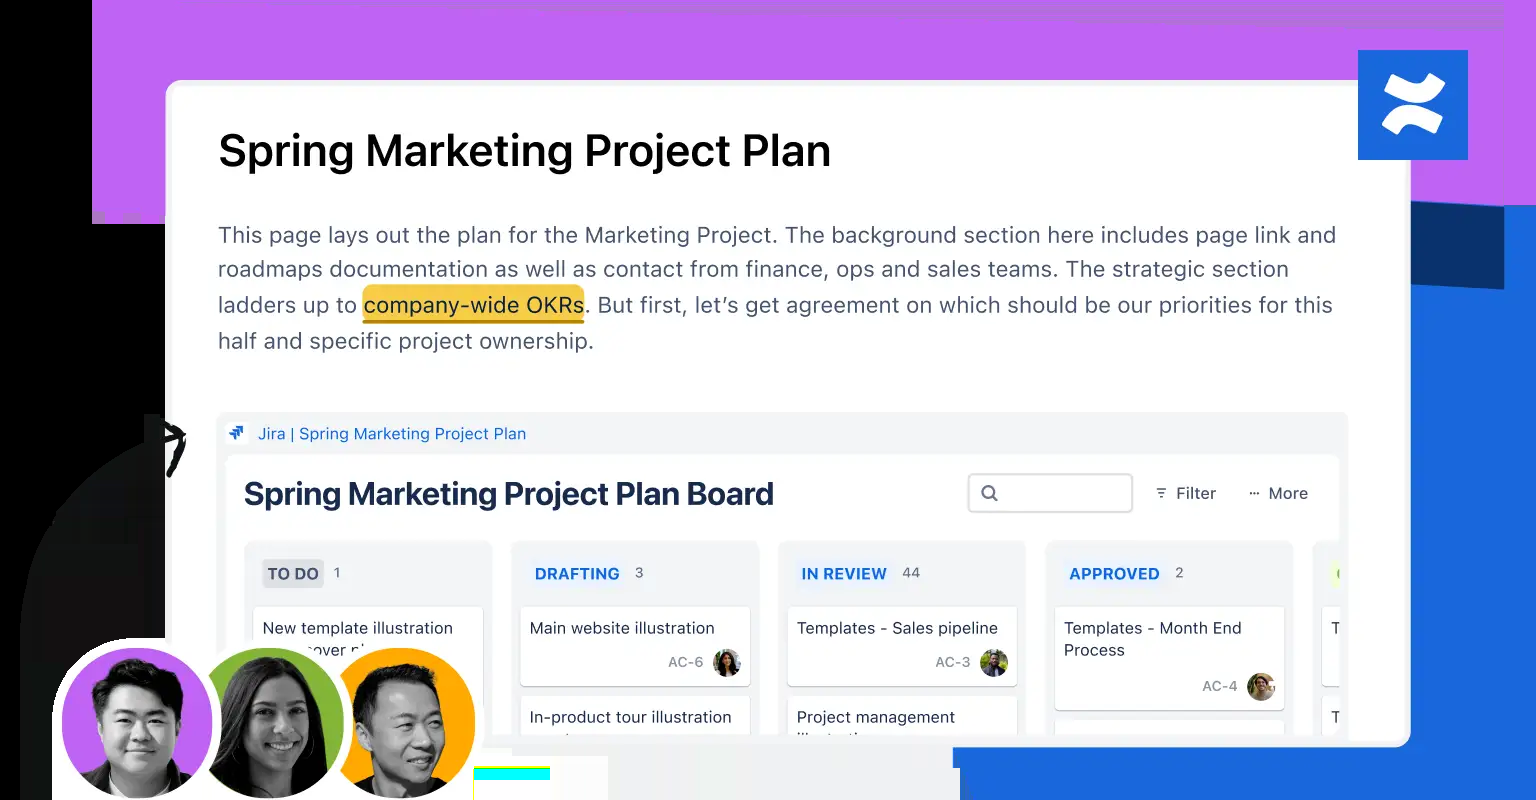 Spring Marketing Project Plan
This page lays out the plan for the Marketing Project. The background section here includes page link and
roadmaps documentation as well as contact from finance, ops and sales teams. The strategic section
ladders up to company-wide OKRs. But first, let’s get agreement on which should be our priorities for this
half and specific project ownership.
Jira | Spring Marketing Project Plan
Spring Marketing Project Plan Board
Filter
··· More
TO DO 1
New template illustration
DRAFTING 3
Main website illustration
AC-6
In-product tour illustration
IN REVIEW 44
Templates - Sales pipeline
AC-3
Project management
APPROVED 2
Templates - Month End
Process
AC-4
T
T